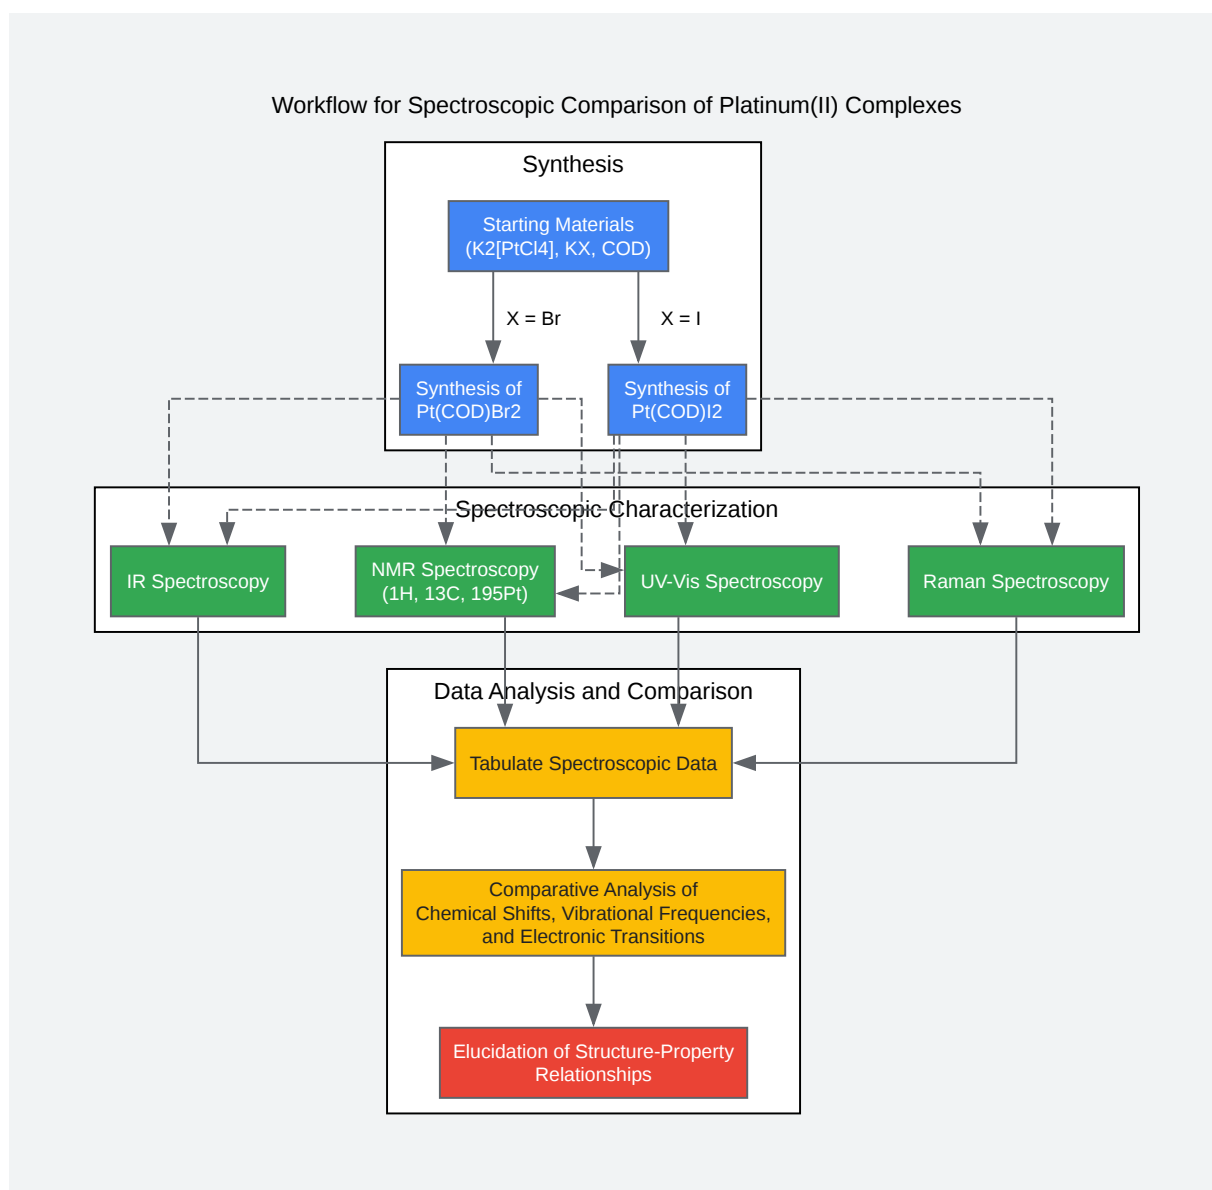 Workflow for Spectroscopic Comparison of Platinum(II) Complexes
Synthesis
Starting Materials
(K2[PtCl4], KX, COD)
X = Br
X = I
Synthesis of
Pt(COD)Br2
Synthesis of
Pt(COD)I2
Spectroscopic Characterization
IR Spectroscopy
NMR Spectroscopy
(1H, 13C, 195Pt)
UV-Vis Spectroscopy
Raman Spectroscopy
Data Analysis and Comparison
Tabulate Spectroscopic Data
Comparative Analysis of
Chemical Shifts, Vibrational Frequencies,
and Electronic Transitions
Elucidation of Structure-Property
Relationships